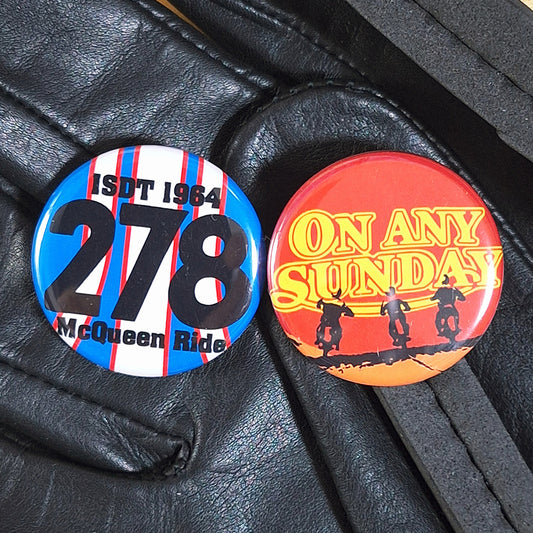 ISDT 1964
278
McQueen Ride
ON ANY
SUNDAY